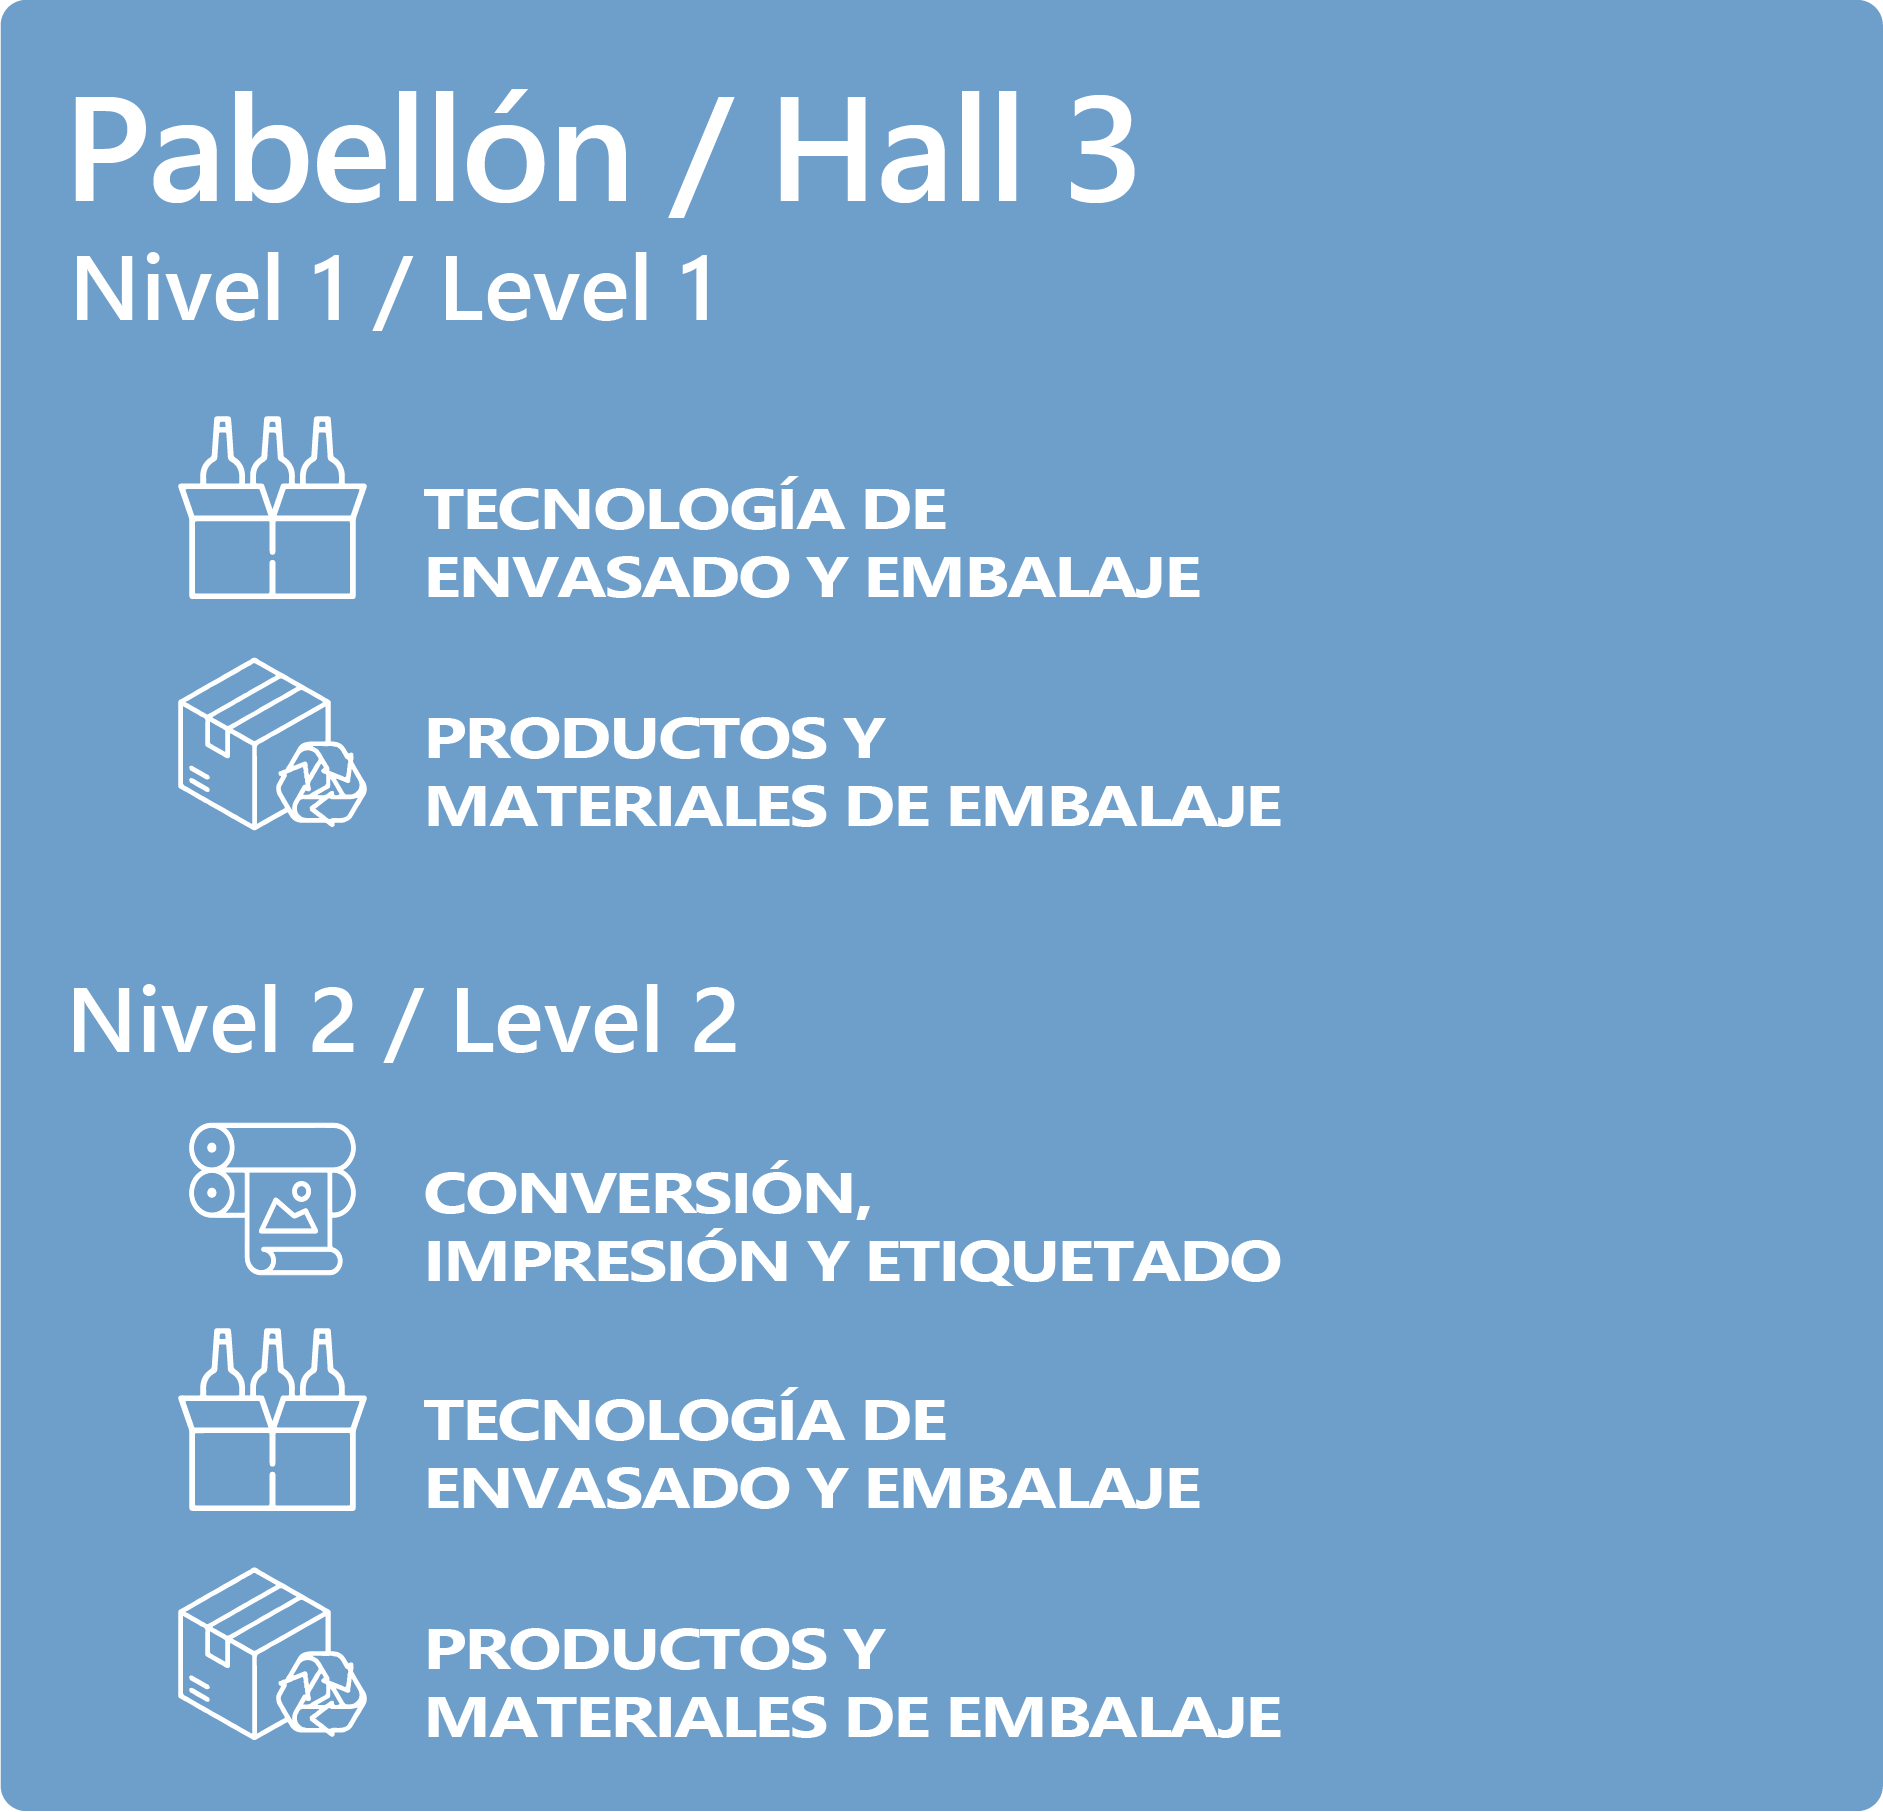 Pabellón / Hall 3
Nivel 1 / Level 1
TECNOLOGÍA DE
ENVASADO Y EMBALAJE
PRODUCTOS Y
MATERIALES DE EMBALAJE
Nivel 2 / Level 2
CONVERSIÓN,
IMPRESIÓN Y ETIQUETADO
TECNOLOGÍA DE
ENVASADO Y EMBALAJE
PRODUCTOS Y
MATERIALES DE EMBALAJE